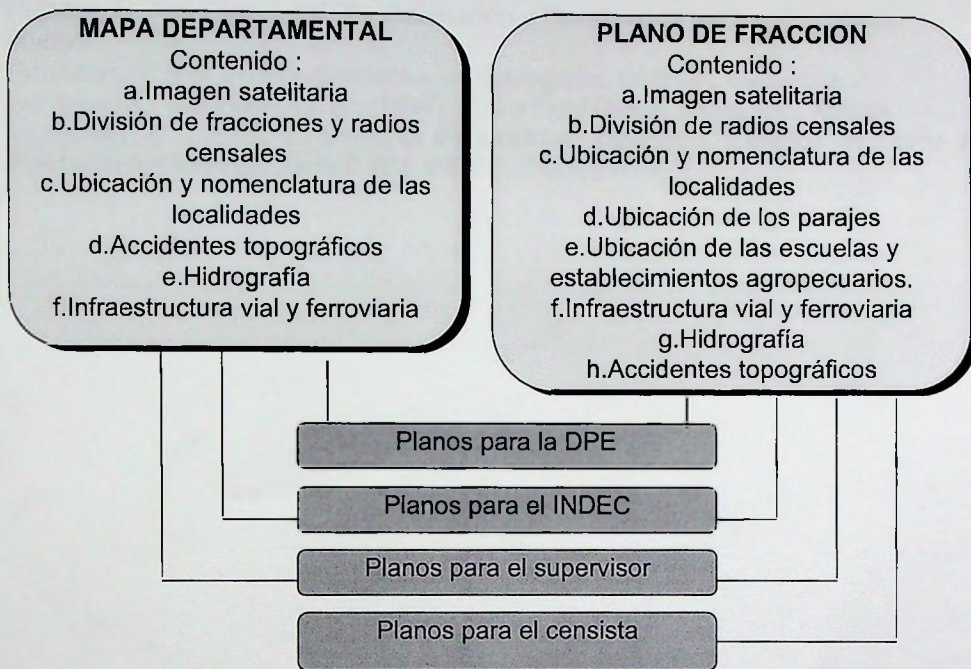 MAPA DEPARTAMENTAL
Contenido :
a.Imagen satelitaria
b.División de fracciones y radios
censales
c.Ubicación y nomenclatura de las
localidades
d.Accidentes topográficos
e.Hidrografía
f.Infraestructura vial y ferroviaria
PLANO DE FRACCION
Contenido :
a.Imagen satelitaria
b.División de radios censales
c.Ubicación y nomenclatura de las
localidades
d.Ubicación de los parajes
e.Ubicación de las escuelas y
establecimientos agropecuarios.
f.Infraestructura vial y ferroviaria
g.Hidrografía
h.Accidentes topográficos
Planos para la DPE
Planos para el INDEC
Planos para el supervisor
Planos para el censista